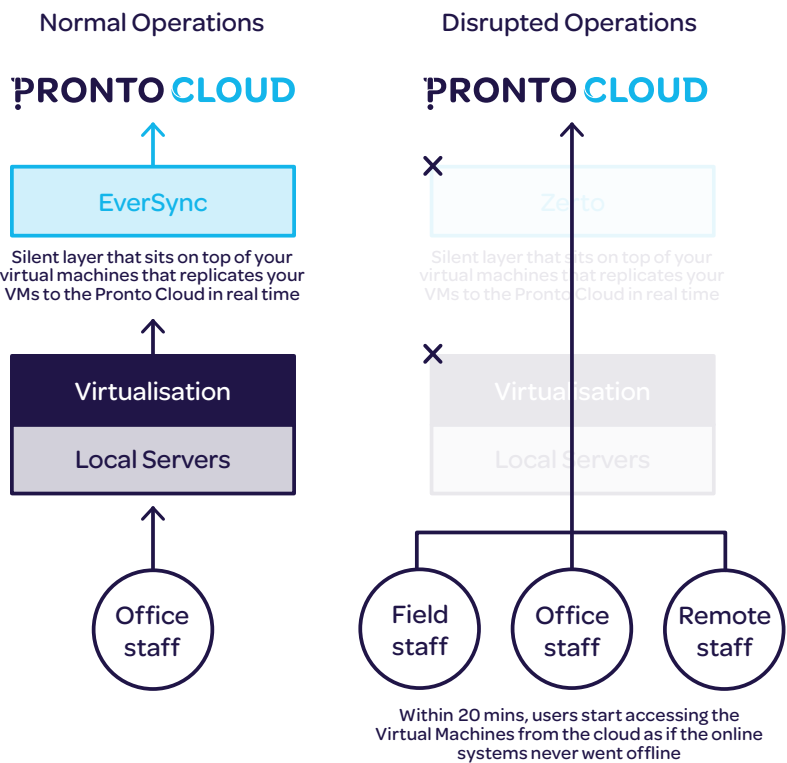 Normal Operations
PRONTO CLOUD
EverSync
Silent layer that sits on top of your
virtual machines that replicates your
VMs to the Pronto Cloud in real time
Virtualisation
Local Servers
Office
staff
Disrupted Operations
PRONTO CLOUD
Zerto
Silent layer that sits on top of your
virtual machines that replicates your
VMs to the Pronto Cloud in real time
Virtualisation
Local Servers
Field
staff
Office
staff
Remote
staff
Within 20 mins, users start accessing the
Virtual Machines from the cloud as if the online
systems never went offline